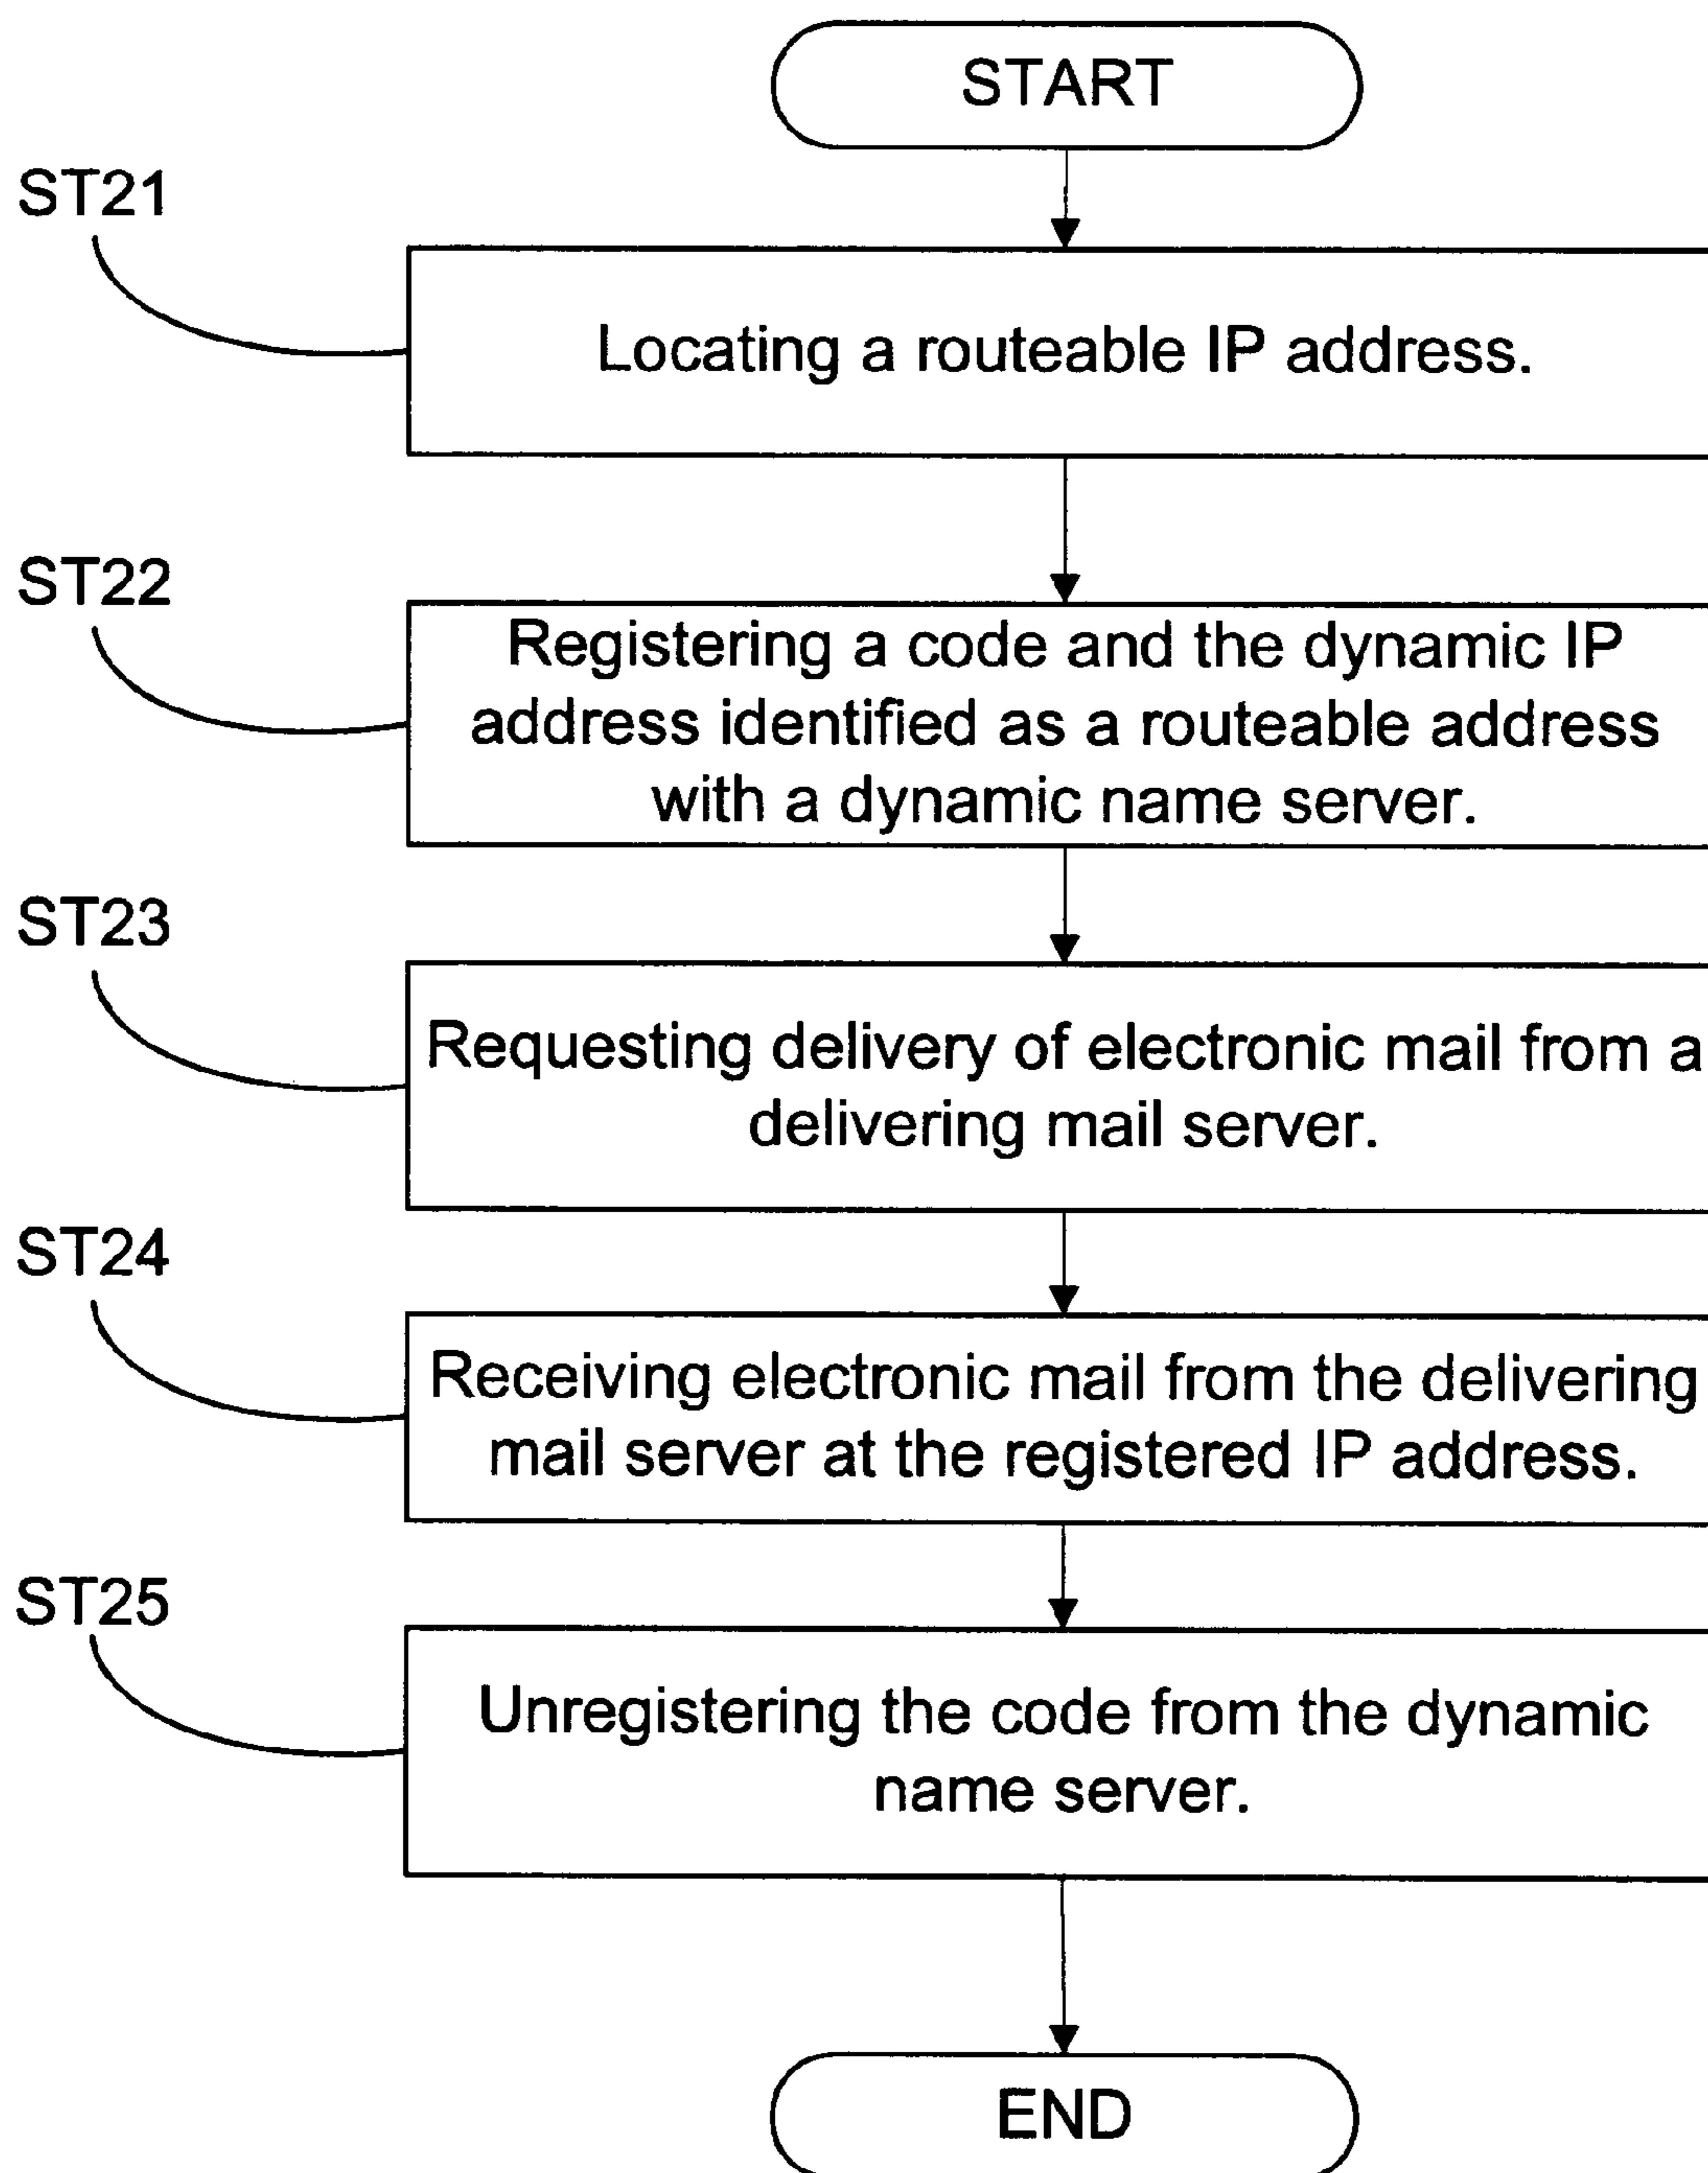 START
ST21
Locating a routeable IP address.
ST22
Registering a code and the dynamic IP
address identified as a routeable address
with a dynamic name server.
ST23
Requesting delivery of electronic mail from a
delivering mail server.
ST24
Receiving electronic mail from the delivering
mail server at the registered IP address.
ST25
Unregistering the code from the dynamic
name server.
END